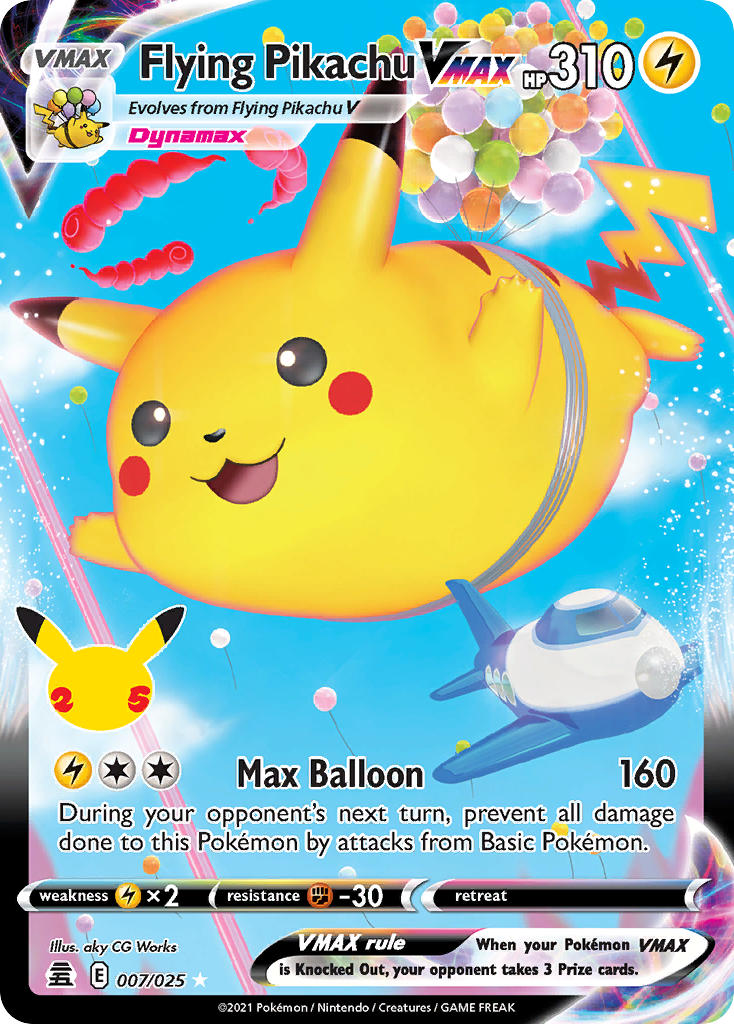 VMAX
Flying Pikachu VMAX HP 310
Evolves from Flying Pikachu V
Dynamax
25
Max Balloon 160
During your opponent's next turn, prevent all damage
done to this Pokémon by attacks from Basic Pokémon.
weakness ×2 resistance -30 retreat
Illus. aky CG Works
VMAX rule When your Pokémon VMAX
is Knocked Out, your opponent takes 3 Prize cards.
E 007/025
©2021 Pokémon / Nintendo / Creatures / GAME FREAK